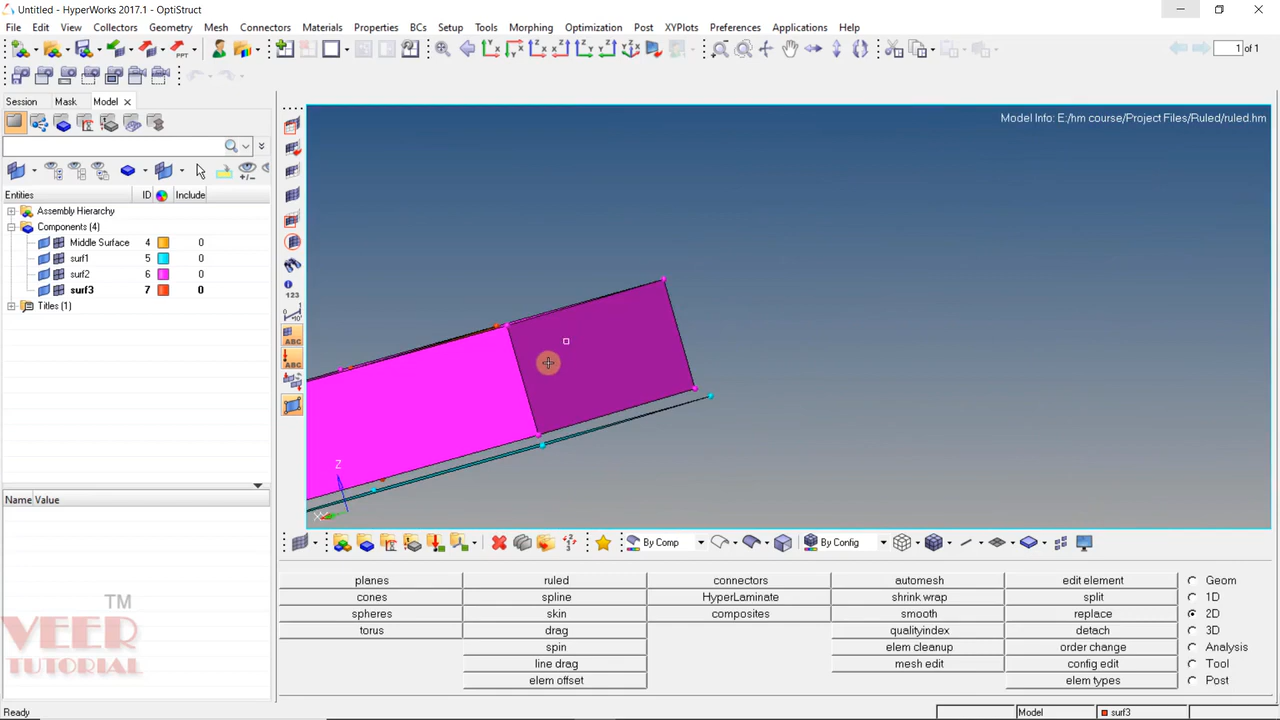 Untitled - HyperWorks 2017.1 - OptiStruct
File Edit View Collectors Geometry Mesh Connectors Materials Properties BCs Setup Tools Morphing Optimization Post XYPlots Preferences Applications Help
1 of 1
Session Mask Model
Model Info: E:/hm course/Project Files/Ruled/ruled.hm
Entities ID Include
Assembly Hierarchy
Components (4)
Middle Surface 4 0
surf1 5 0
surf2 6 0
surf3 7 0
Titles (1)
123
ABC
ABC
Name Value
Z
X
By Comp By Config
planes ruled connectors automesh edit element Geom
cones spline HyperLaminate shrink wrap split 1D
spheres skin composites smooth replace 2D
torus drag qualityindex detach 3D
spin elem cleanup order change Analysis
line drag mesh edit config edit Tool
elem offset elem types Post
TM
VEER
TUTORIAL
Ready Model surf3